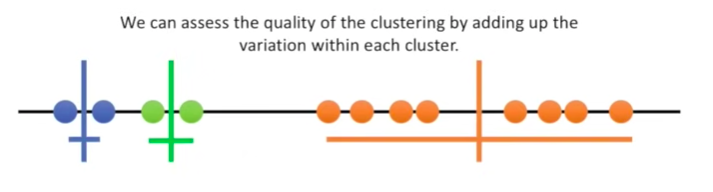 We can assess the quality of the clustering by adding up the
variation within each cluster.